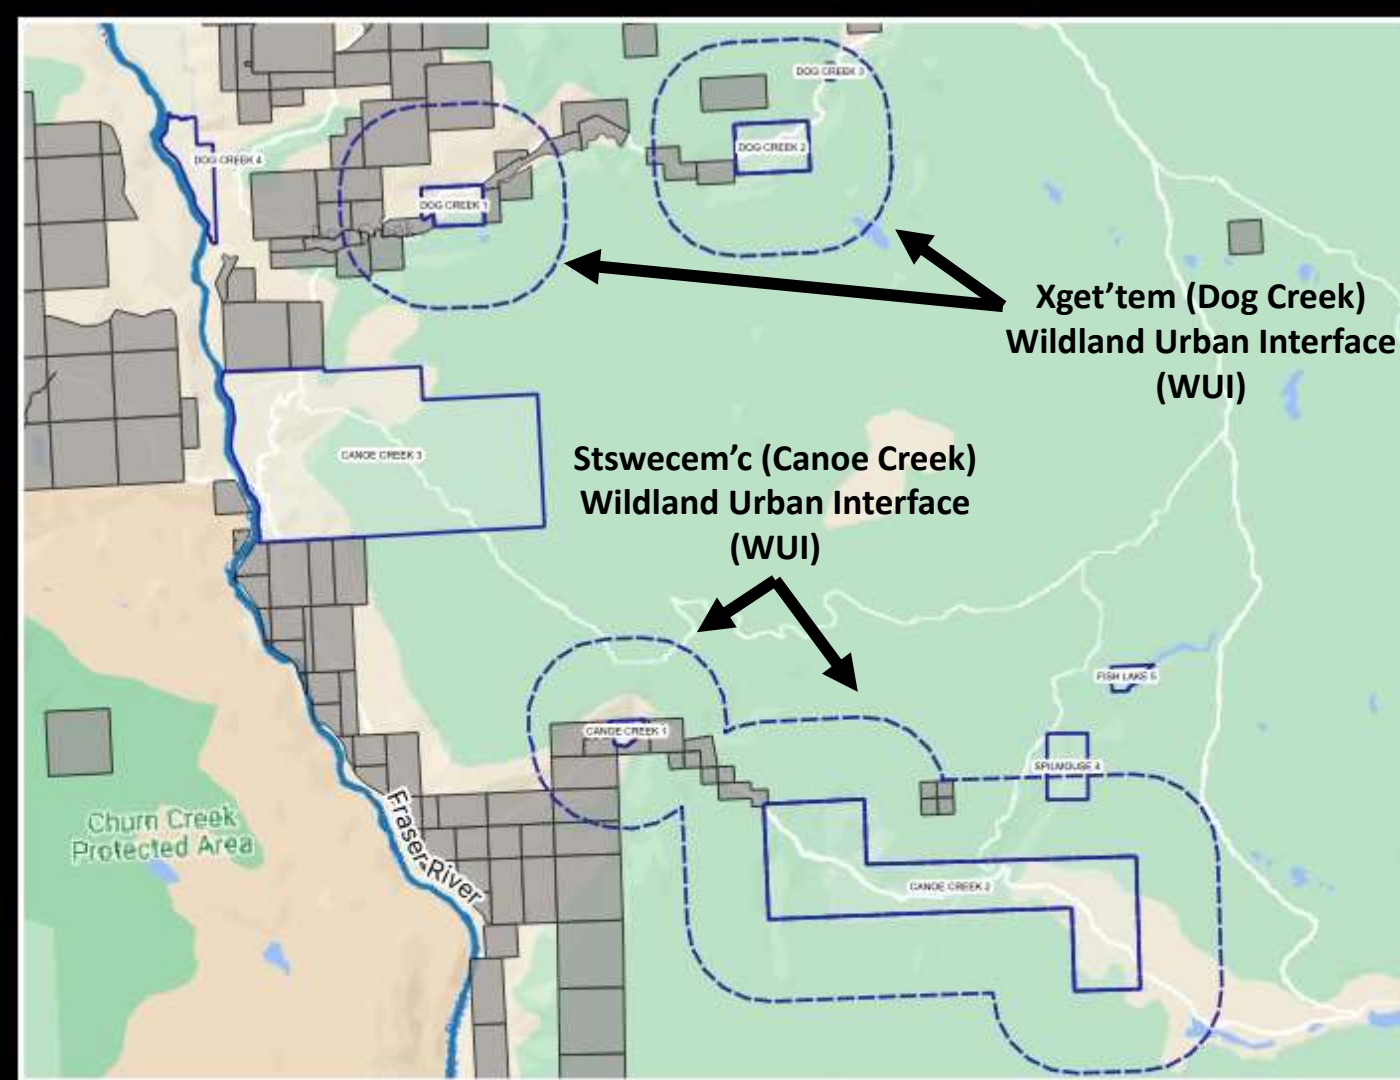 DOG CREEK 3
DOG CREEK 2
DOG CREEK 4
DOG CREEK 1
Xget'tem (Dog Creek)
Wildland Urban Interface
(WUI)
CANOE CREEK 3
Stswecem'c (Canoe Creek)
Wildland Urban Interface
(WUI)
FISH LAKE 5
CANOE CREEK 1
SPILMOUSE 4
Churn Creek
Protected Area
Fraser River
CANOE CREEK 2